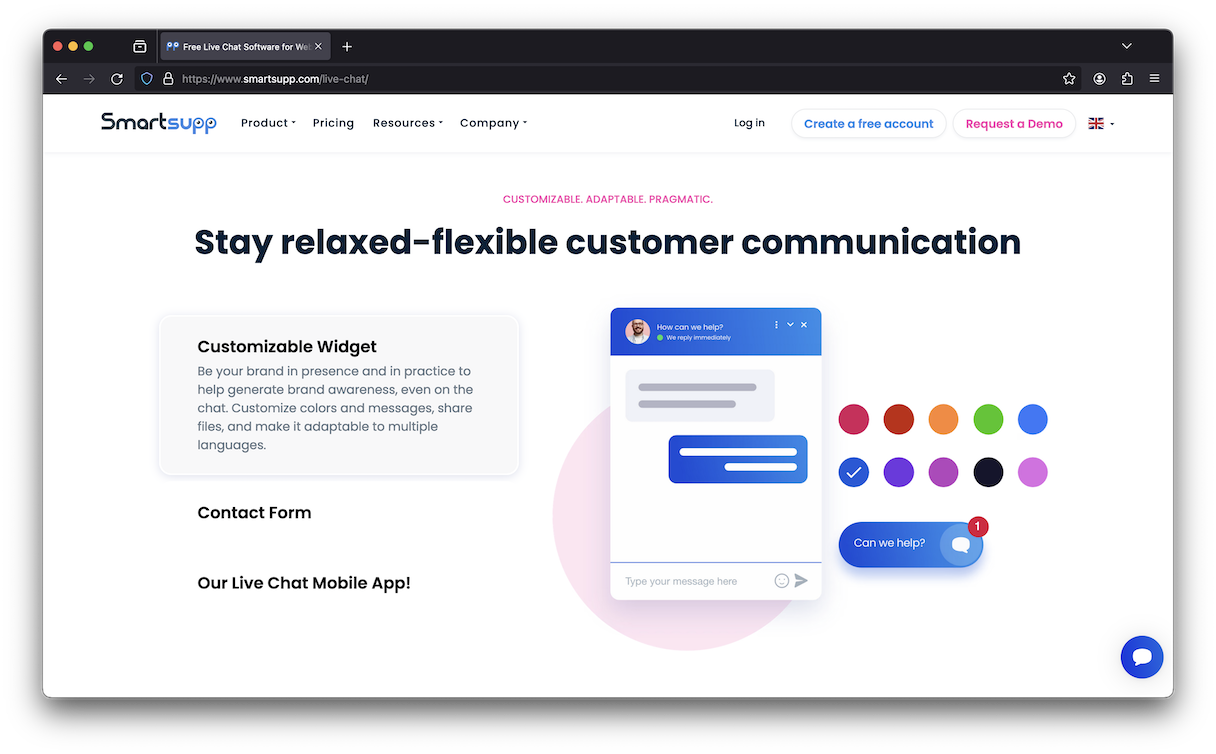 Free Live Chat Software for We
https://www.smartsupp.com/live-chat/
Smartsupp
Product
Pricing
Resources
Company
Log in
Create a free account
Request a Demo
CUSTOMIZABLE. ADAPTABLE. PRAGMATIC.
Stay relaxed-flexible customer communication
Customizable Widget
Be your brand in presence and in practice to
help generate brand awareness, even on the
chat. Customize colors and messages, share
files, and make it adaptable to multiple
languages.
Contact Form
Our Live Chat Mobile App!
How can we help?
We reply immediately
Type your message here
Can we help?
1